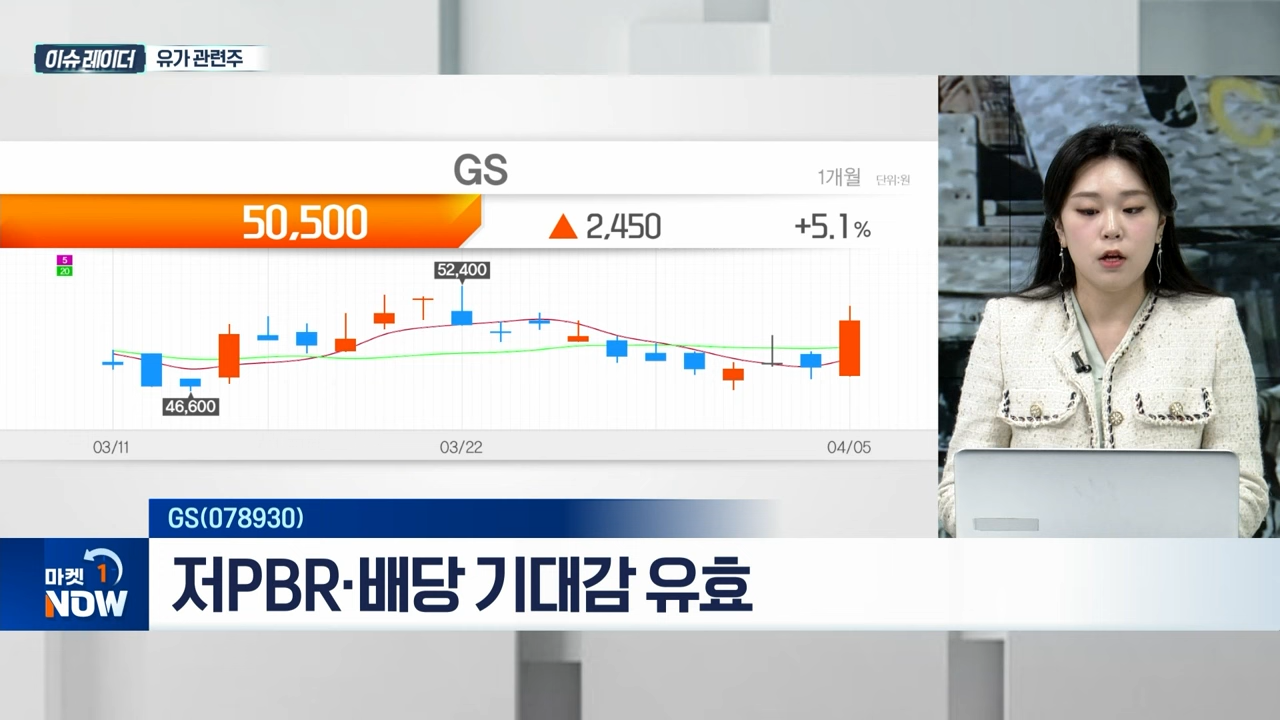 이슈레이더 유가 관련주
GS
1개월 단위:원
50,500 ▲ 2,450 +5.1%
5
20
52,400
46,600
03/11 03/22 04/05
GS(078930)
마켓 1
NOW
저PBR·배당 기대감 유효